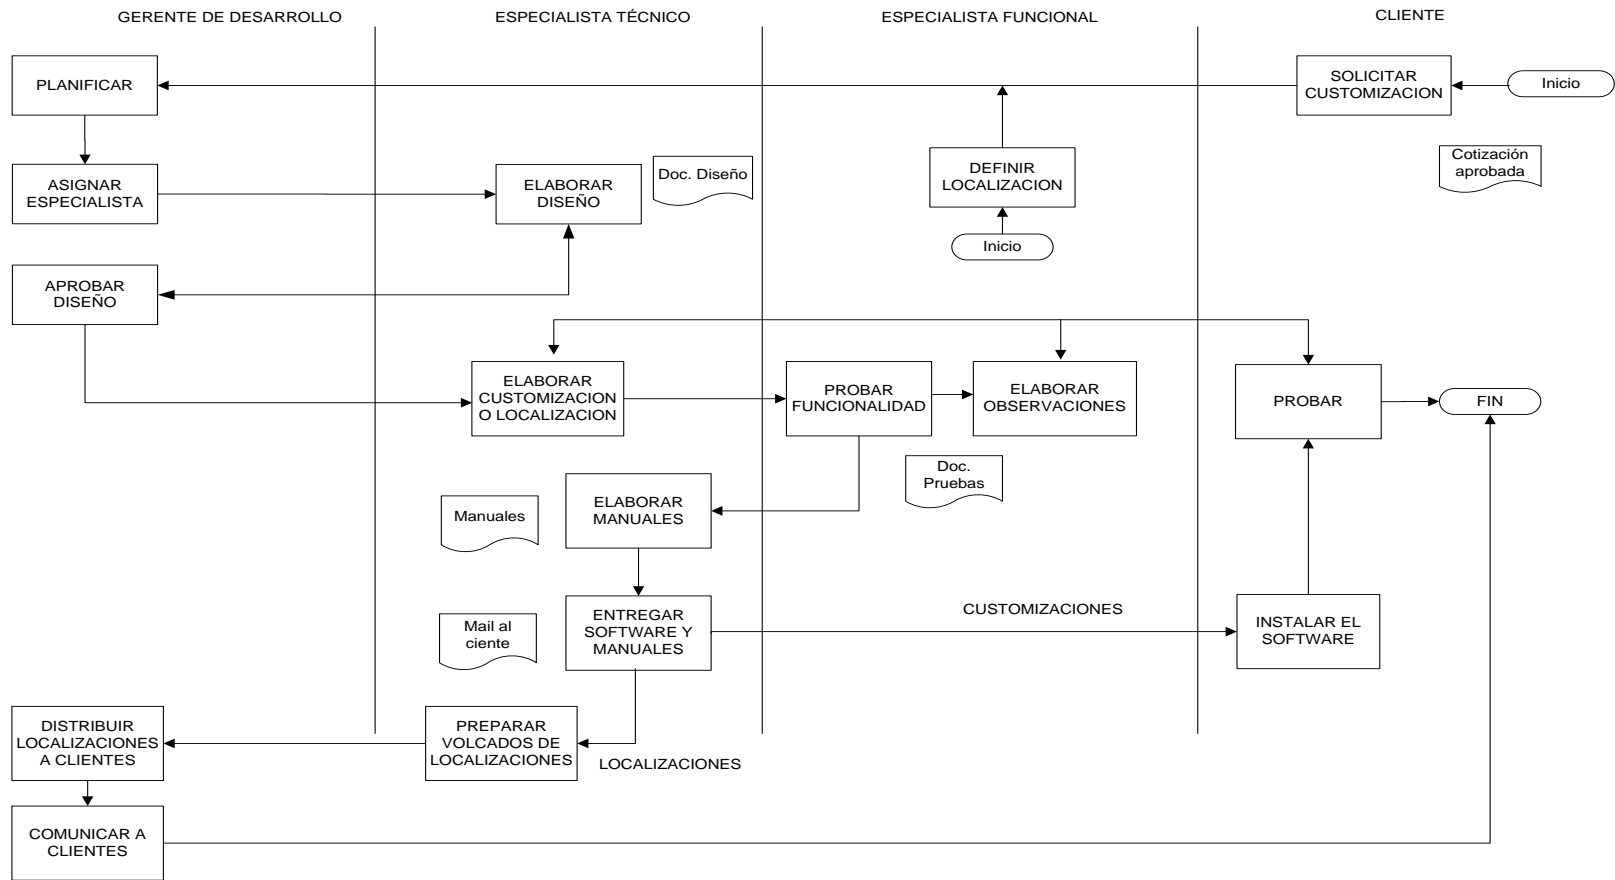 GERENTE DE DESARROLLO
ESPECIALISTA TÉCNICO
ESPECIALISTA FUNCIONAL
CLIENTE
PLANIFICAR
SOLICITAR
CUSTOMIZACION
Inicio
ASIGNAR
ESPECIALISTA
ELABORAR
DISEÑO
Doc. Diseño
DEFINIR
LOCALIZACION
Cotización
aprobada
Inicio
APROBAR
DISEÑO
ELABORAR
CUSTOMIZACION
O LOCALIZACION
PROBAR
FUNCIONALIDAD
ELABORAR
OBSERVACIONES
PROBAR
FIN
Doc.
Pruebas
Manuales
ELABORAR
MANUALES
Mail al
ciente
ENTREGAR
SOFTWARE Y
MANUALES
CUSTOMIZACIONES
INSTALAR EL
SOFTWARE
DISTRIBUIR
LOCALIZACIONES
A CLIENTES
PREPARAR
VOLCADOS DE
LOCALIZACIONES
LOCALIZACIONES
COMUNICAR A
CLIENTES